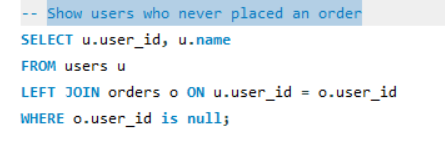 -- Show users who never placed an order
SELECT u.user_id, u.name
FROM users u
LEFT JOIN orders o ON u.user_id = o.user_id
WHERE o.user_id is null;